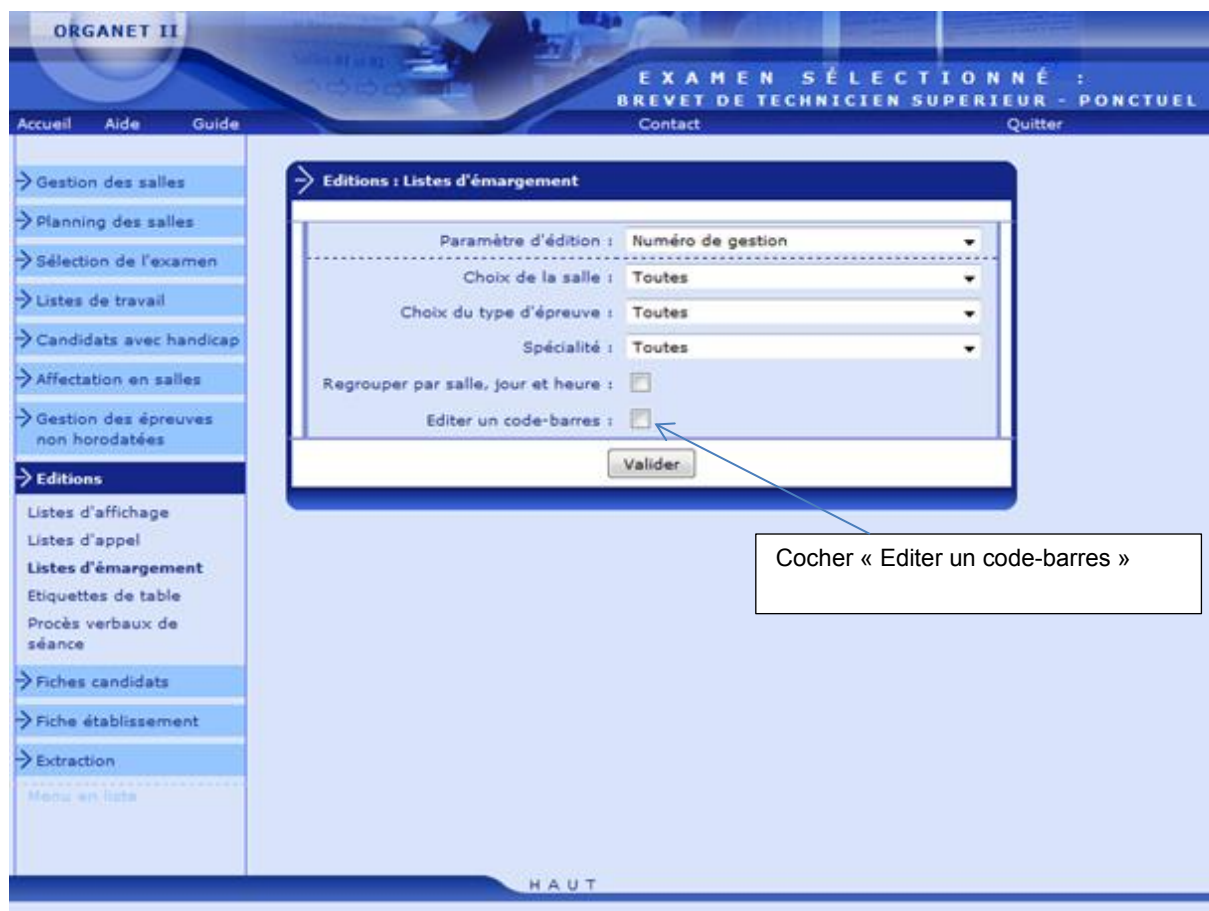 ORGANET II
EXAMEN SÉLECTIONNÉ :
BREVET DE TECHNICIEN SUPERIEUR - PONCTUEL
Accueil Aide Guide Contact Quitter
Gestion des salles
Planning des salles
Sélection de l'examen
Listes de travail
Candidats avec handicap
Affectation en salles
Gestion des épreuves
non horodatées
Editions
Listes d'affichage
Listes d'appel
Listes d'émargement
Etiquettes de table
Procès verbaux de
séance
Fiches candidats
Fiche établissement
Extraction
Menu en liste
Editions : Listes d'émargement
Paramètre d'édition : Numéro de gestion
Choix de la salle : Toutes
Choix du type d'épreuve : Toutes
Spécialité : Toutes
Regrouper par salle, jour et heure :
Editer un code-barres :
Valider
Cocher « Editer un code-barres »
HAUT